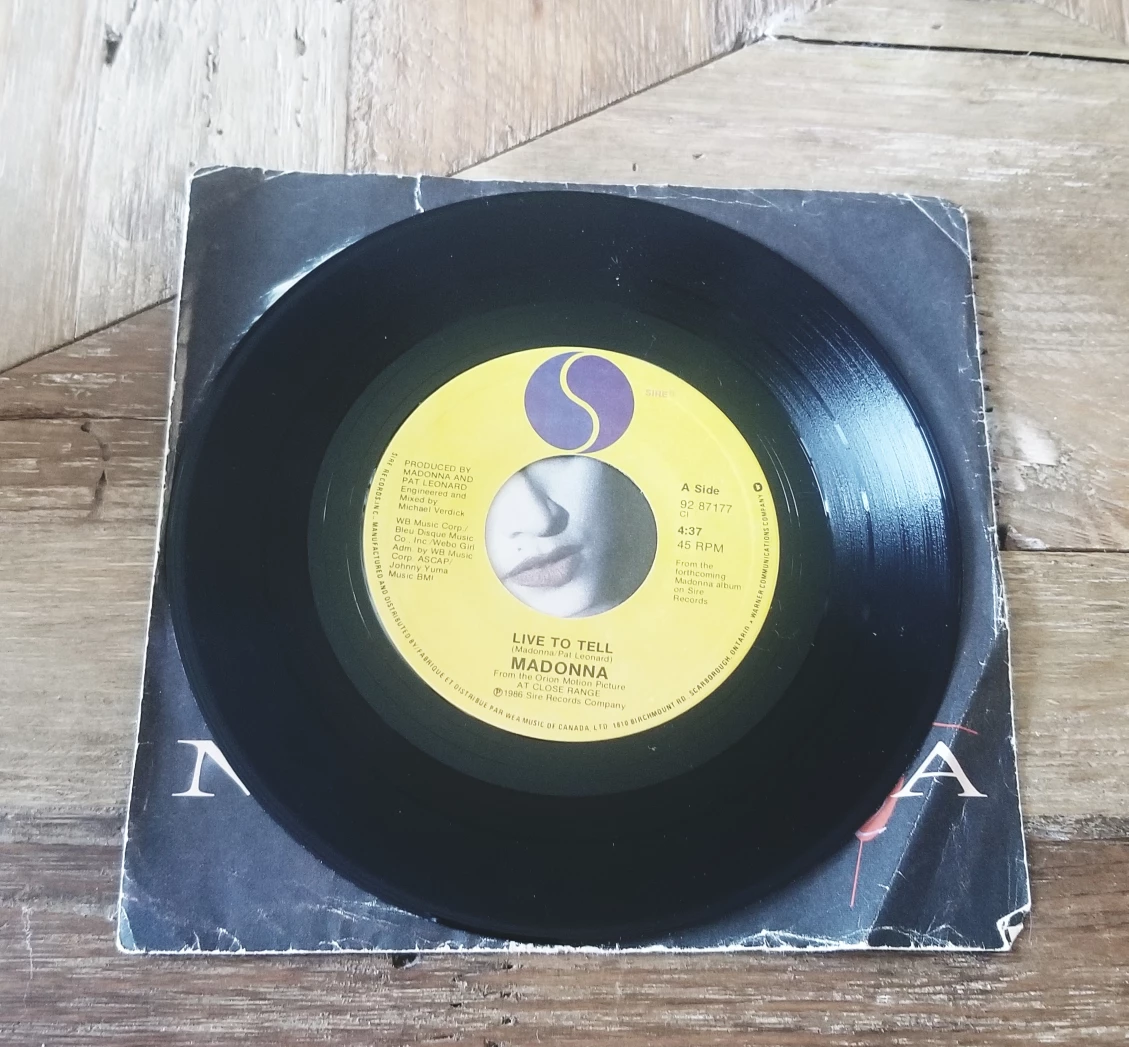 SIRE®
PRODUCED BY
MADONNA AND
PAT LEONARD
Engineered and
Mixed by
Michael Verdick
WB Music Corp./
Bleu Disque Music
Co. Inc./Webo Girl
Adm. by WB Music
Corp. ASCAP/
Johnny Yuma
Music BMI
A Side
92 87177
CI
4:37
45 RPM
From the
forthcoming
Madonna album
on Sire
Records
LIVE TO TELL
(Madonna/Pat Leonard)
MADONNA
From the Orion Motion Picture
AT CLOSE RANGE
℗1986 Sire Records Company
SIRE RECORDS INC. MANUFACTURED AND DISTRIBUTED BY/FABRIQUE ET DISTRIBUE PAR WEA MUSIC OF CANADA, LTD. 1810 BIRCHMOUNT RD. SCARBOROUGH, ONTARIO • WARNER COMMUNICATIONS COMPANY
M A